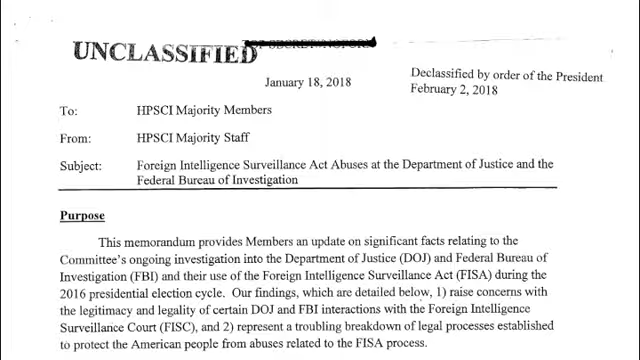 UNCLASSIFIED
January 18, 2018
Declassified by order of the President
February 2, 2018
To: HPSCI Majority Members
From: HPSCI Majority Staff
Subject: Foreign Intelligence Surveillance Act Abuses at the Department of Justice and the
Federal Bureau of Investigation
Purpose
This memorandum provides Members an update on significant facts relating to the
Committee's ongoing investigation into the Department of Justice (DOJ) and Federal Bureau of
Investigation (FBI) and their use of the Foreign Intelligence Surveillance Act (FISA) during the
2016 presidential election cycle. Our findings, which are detailed below, 1) raise concerns with
the legitimacy and legality of certain DOJ and FBI interactions with the Foreign Intelligence
Surveillance Court (FISC), and 2) represent a troubling breakdown of legal processes established
to protect the American people from abuses related to the FISA process.